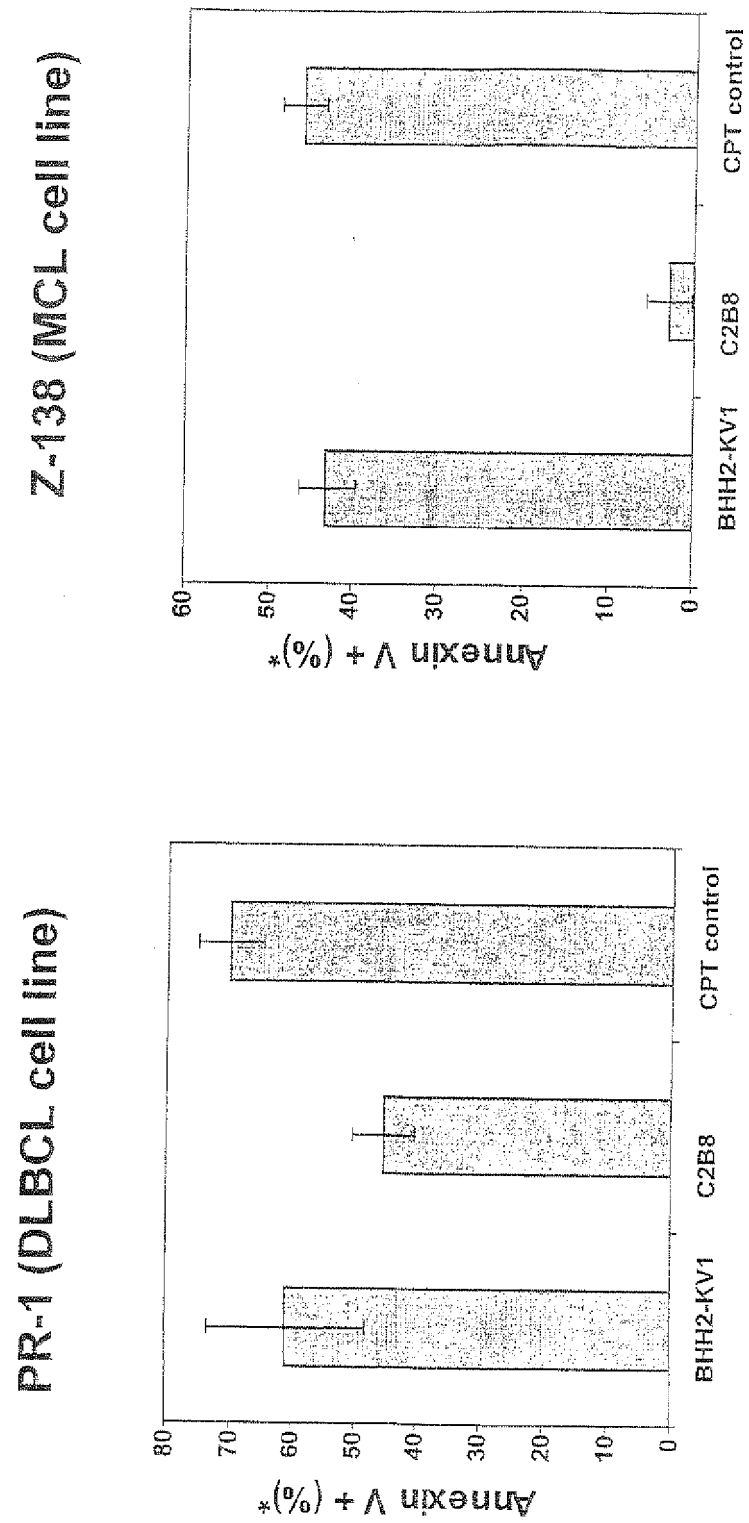 PR-1 (DLBCL cell line)
Annexin V + (%)*
80
70
60
50
40
30
20
10
0
BHH2-KV1
C2B8
CPT control
Z-138 (MCL cell line)
Annexin V + (%)*
60
50
40
30
20
10
0
BHH2-KV1
C2B8
CPT control